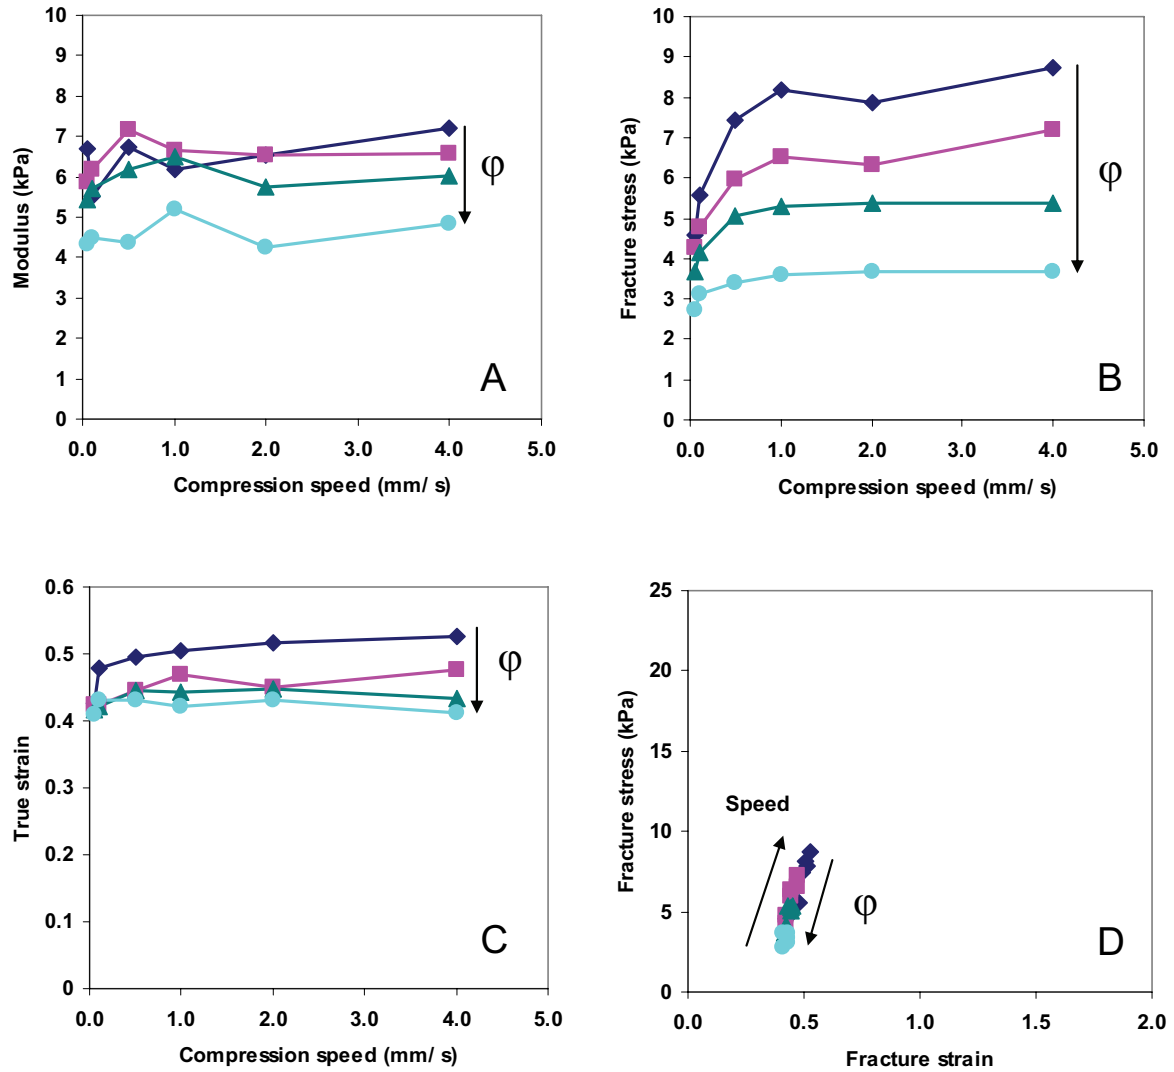 10
9
8
7
6
5
4
3
2
1
0
Modulus (kPa)
φ
A
0.0 1.0 2.0 3.0 4.0 5.0
Compression speed (mm/ s)
10
9
8
7
6
5
4
3
2
1
0
Fracture stress (kPa)
φ
B
0.0 1.0 2.0 3.0 4.0 5.0
Compression speed (mm/ s)
0.6
0.5
0.4
0.3
0.2
0.1
0
True strain
φ
C
0.0 1.0 2.0 3.0 4.0 5.0
Compression speed (mm/ s)
25
20
15
10
5
0
Fracture stress (kPa)
Speed
φ
D
0.0 0.5 1.0 1.5 2.0
Fracture strain